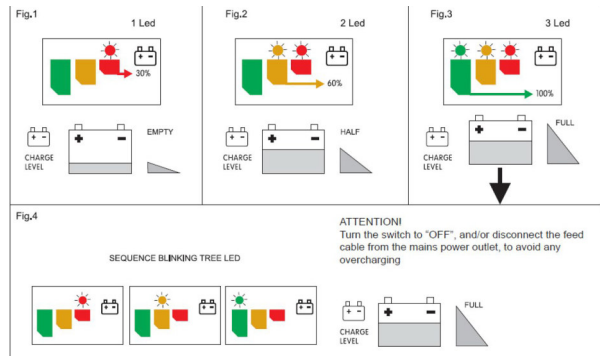 Fig.1
1 Led
30%
+ -
CHARGE
LEVEL
+ -
EMPTY
Fig.2
2 Led
60%
+ -
CHARGE
LEVEL
+ -
HALF
Fig.3
3 Led
100%
+ -
CHARGE
LEVEL
+ -
FULL
Fig.4
SEQUENCE BLINKING TREE LED
ATTENTION!
Turn the switch to "OFF", and/or disconnect the feed
cable from the mains power outlet, to avoid any
overcharging
CHARGE
LEVEL
+ -
FULL